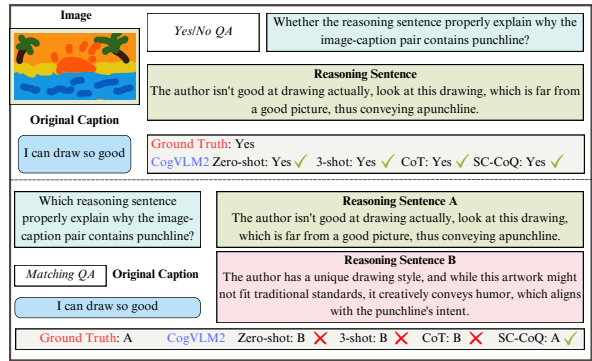 Image
Yes/No QA
Whether the reasoning sentence properly explain why the
image-caption pair contains punchline?
Reasoning Sentence
The author isn't good at drawing actually, look at this drawing, which is far from
a good picture, thus conveying apunchline.
Original Caption
I can draw so good
Ground Truth: Yes
CogVLM2 Zero-shot: Yes ✓ 3-shot: Yes ✓ CoT: Yes ✓ SC-CoQ: Yes ✓
Which reasoning sentence
properly explain why the image-
caption pair contains punchline?
Matching QA Original Caption
I can draw so good
Reasoning Sentence A
The author isn't good at drawing actually, look at this drawing,
which is far from a good picture, thus conveying apunchline.
Reasoning Sentence B
The author has a unique drawing style, and while this artwork might
not fit traditional standards, it creatively conveys humor, which aligns
with the punchline's intent.
Ground Truth: A CogVLM2 Zero-shot: B ✗ 3-shot: B ✗ CoT: B ✗ SC-CoQ: A ✓